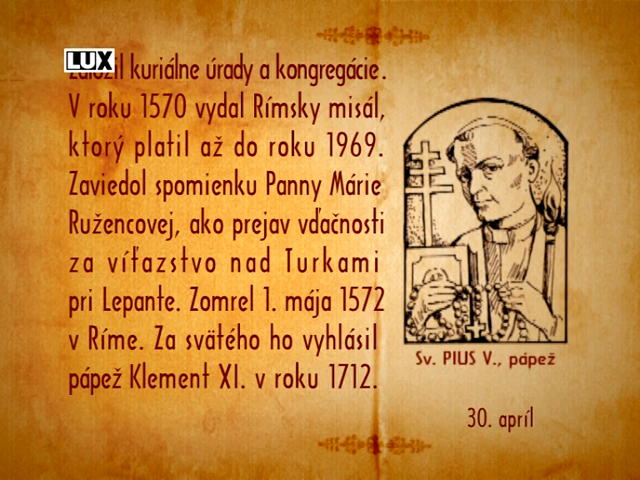 LUX
kuriálne úrady a kongregácie.
V roku 1570 vydal Rímsky misál,
ktorý platil až do roku 1969.
Zaviedol spomienku Panny Márie
Ružencovej, ako prejav vďačnosti
za víťazstvo nad Turkami
pri Lepante. Zomrel 1. mája 1572
v Ríme. Za svätého ho vyhlásil
pápež Klement XI. v roku 1712.
Sv. PIUS V., pápež
30. apríl